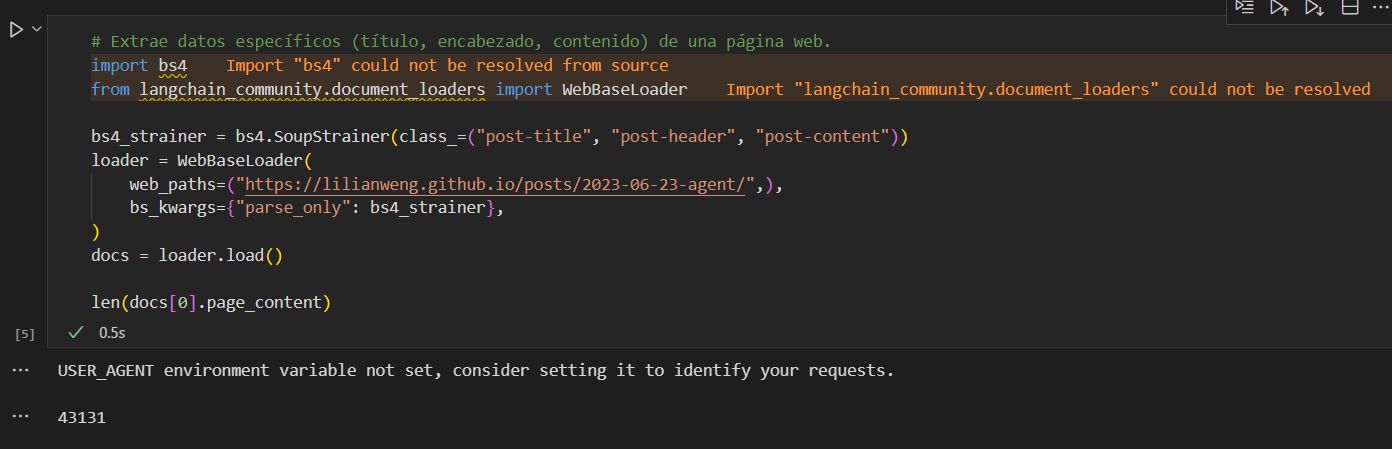 # Extrae datos específicos (título, encabezado, contenido) de una página web.
import bs4    Import "bs4" could not be resolved from source
from langchain_community.document_loaders import WebBaseLoader    Import "langchain_community.document_loaders" could not be resolved
bs4_strainer = bs4.SoupStrainer(class_=("post-title", "post-header", "post-content"))
loader = WebBaseLoader(
    web_paths=("https://lilianweng.github.io/posts/2023-06-23-agent/",),
    bs_kwargs={"parse_only": bs4_strainer},
)
docs = loader.load()
len(docs[0].page_content)
[5] ✓ 0.5s
... USER_AGENT environment variable not set, consider setting it to identify your requests.
... 43131